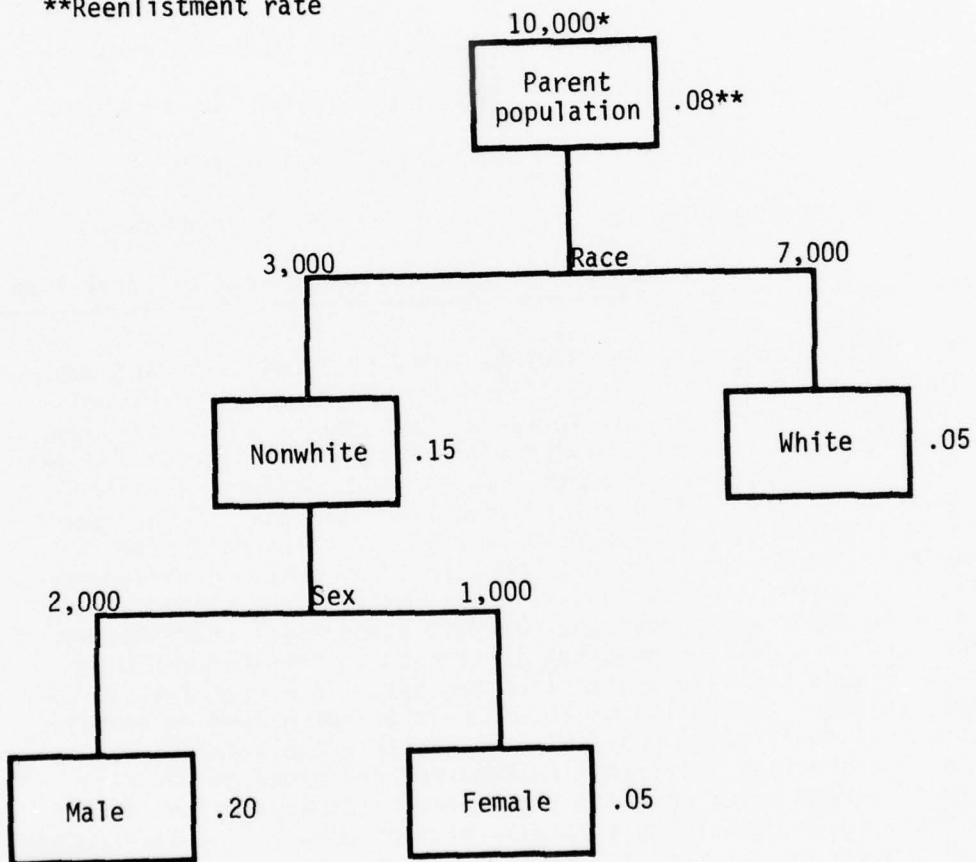 **Reenlistment rate
10,000*
Parent
population
.08**
Race
3,000
7,000
Nonwhite
.15
White
.05
Sex
2,000
1,000
Male
.20
Female
.05